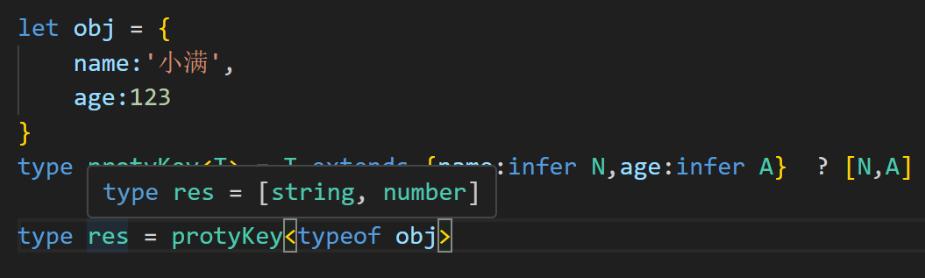 let obj = {
name:'小满',
age:123
}
type protyKey<T> = T extends {name:infer N,age:infer A} ? [N,A]
type res = [string, number]
type res = protyKey<typeof obj>